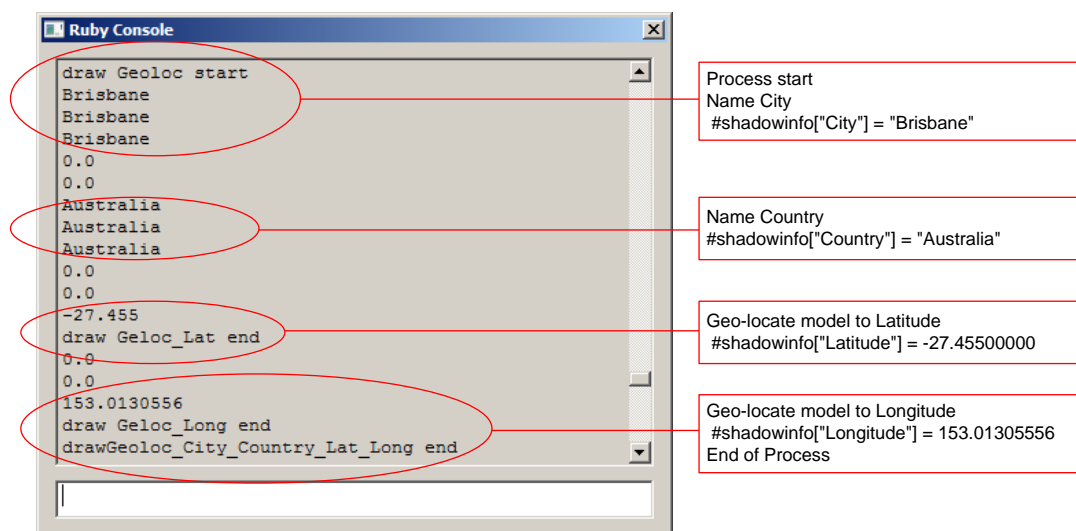 Ruby Console
draw Geoloc start
Brisbane
Brisbane
Brisbane
0.0
0.0
Australia
Australia
Australia
0.0
0.0
-27.455
draw Geloc_Lat end
0.0
0.0
153.0130556
draw Geloc_Long end
drawGeoloc_City_Country_Lat_Long end
Process start
Name City
#shadowinfo["City"] = "Brisbane"
Name Country
#shadowinfo["Country"] = "Australia"
Geo-locate model to Latitude
#shadowinfo["Latitude"] = -27.45500000
Geo-locate model to Longitude
#shadowinfo["Longitude"] = 153.01305556
End of Process